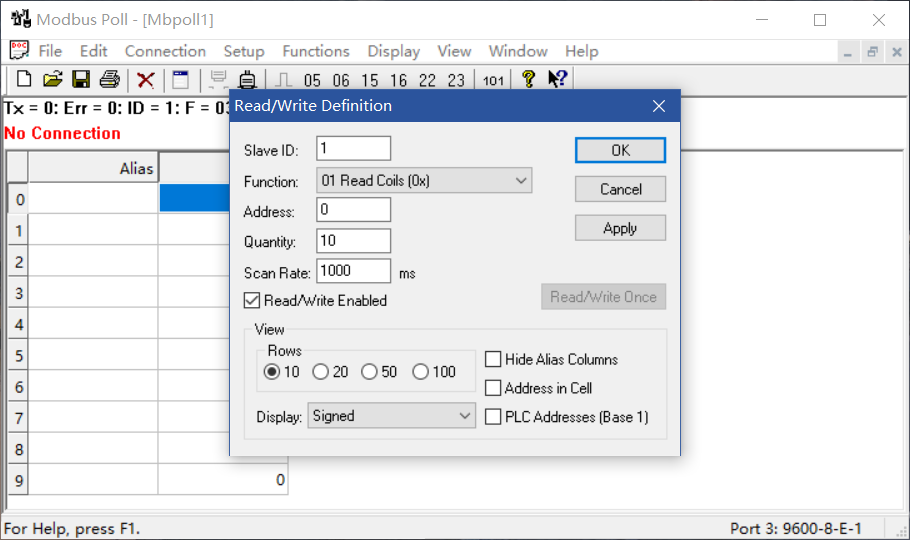 Modbus Poll - [Mbpoll1]
File Edit Connection Setup Functions Display View Window Help
05 06 15 16 22 23 101
Tx = 0: Err = 0: ID = 1: F = 03
No Connection
Read/Write Definition
Slave ID: 1 OK
Function: 01 Read Coils (0x) Cancel
Address: 0 Apply
Quantity: 10
Scan Rate: 1000 ms
Read/Write Enabled Read/Write Once
View
Rows
10 20 50 100
Hide Alias Columns
Address in Cell
Display: Signed PLC Addresses (Base 1)
Alias
0
1
2
3
4
5
6
7
8
9 0
For Help, press F1. Port 3: 9600-8-E-1